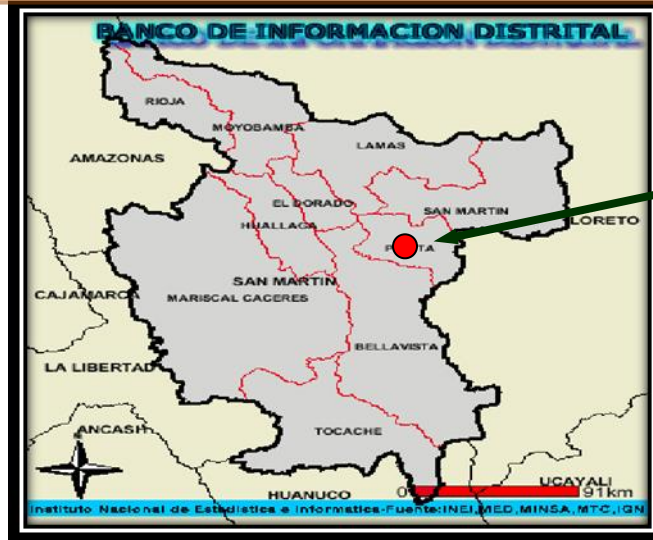 BANCO DE INFORMACION DISTRITAL
RIOJA
MOYOBAMBA
LAMAS
AMAZONAS
EL DORADO
SAN MARTIN
LORETO
HUALLAGA
SAN MARTIN
CAJAMARCA
MARISCAL CACERES
BELLAVISTA
LA LIBERTAD
ANCASH
TOCACHE
UCAYALI
HUANUCO
0 91km
Instituto Nacional de Estadistica e Informatica-Fuente:INEI,MED,MINSA,MTC,IGN